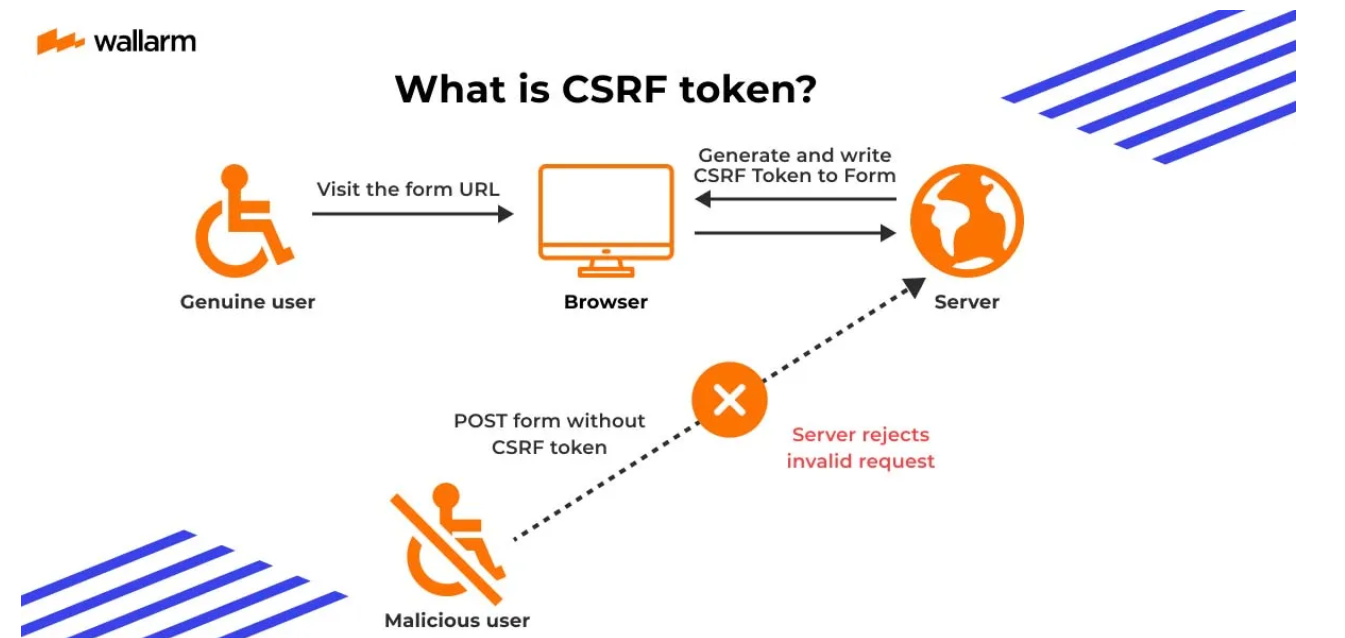 wallarm
What is CSRF token?
Visit the form URL
Generate and write
CSRF Token to Form
Genuine user
Browser
Server
POST form without
CSRF token
Server rejects
invalid request
Malicious user